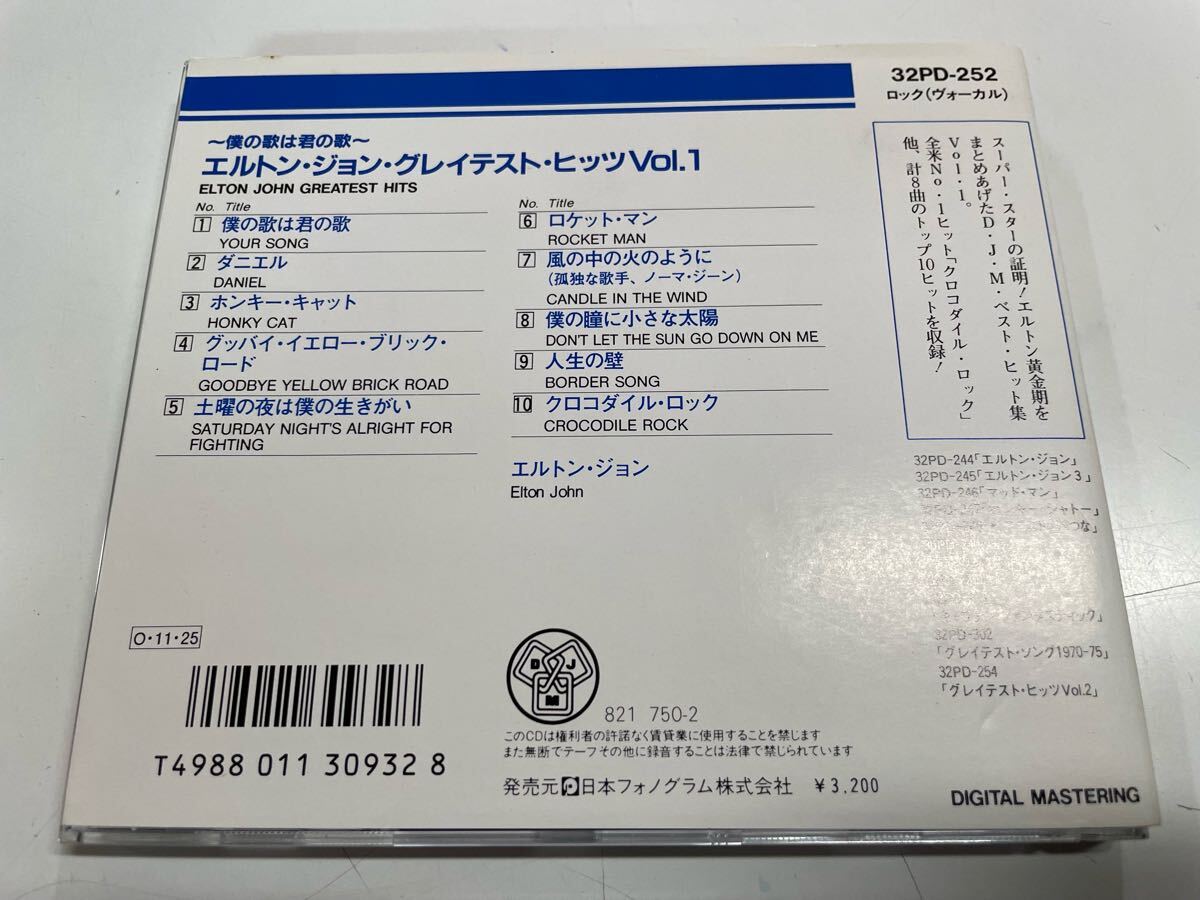 32PD-252
ロック(ヴォーカル)
〜僕の歌は君の歌〜
エルトン・ジョン・グレイテスト・ヒッツVol.1
ELTON JOHN GREATEST HITS
No. Title
1 僕の歌は君の歌
YOUR SONG
2 ダニエル
DANIEL
3 ホンキー・キャット
HONKY CAT
4 グッバイ・イエロー・ブリック・
ロード
GOODBYE YELLOW BRICK ROAD
5 土曜の夜は僕の生きがい
SATURDAY NIGHT'S ALRIGHT FOR
FIGHTING
No. Title
6 ロケット・マン
ROCKET MAN
7 風の中の火のように
(孤独な歌手、ノーマ・ジーン)
CANDLE IN THE WIND
8 僕の瞳に小さな太陽
DON'T LET THE SUN GO DOWN ON ME
9 人生の壁
BORDER SONG
10 クロコダイル・ロック
CROCODILE ROCK
エルトン・ジョン
Elton John
スーパー・スターの証明!エルトン黄金期を
まとめあげたD・J・M・ベスト・ヒット集
Vol・1。
全米No・1ヒット「クロコダイル・ロック」
他、計8曲のトップ10ヒットを収録!
32PD-244「エルトン・ジョン」
32PD-245「エルトン・ジョン3」
32PD-246「マッド・マン」
シャトー」
つな」
スティック」
32PD-302
「グレイテスト・ソング1970-75」
32PD-254
「グレイテスト・ヒッツVol.2」
O・11・25
T4988 011 30932 8
D J M
821 750-2
このCDは権利者の許諾なく賃貸業に使用することを禁じます
また無断でテープその他に録音することは法律で禁じられています
発売元 日本フォノグラム株式会社 ¥3,200
DIGITAL MASTERING